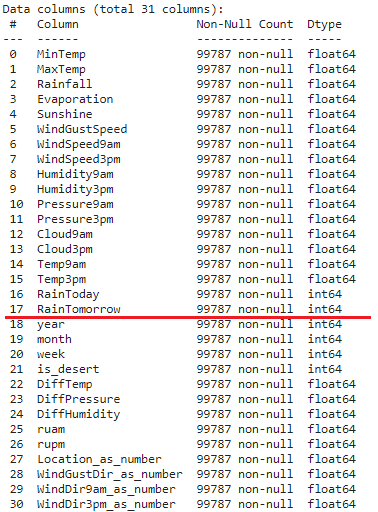 Data columns (total 31 columns):
 #   Column                Non-Null Count  Dtype
---  ------                --------------  -----
 0   MinTemp               99787 non-null  float64
 1   MaxTemp               99787 non-null  float64
 2   Rainfall              99787 non-null  float64
 3   Evaporation           99787 non-null  float64
 4   Sunshine              99787 non-null  float64
 5   WindGustSpeed         99787 non-null  float64
 6   WindSpeed9am          99787 non-null  float64
 7   WindSpeed3pm          99787 non-null  float64
 8   Humidity9am           99787 non-null  float64
 9   Humidity3pm           99787 non-null  float64
 10  Pressure9am           99787 non-null  float64
 11  Pressure3pm           99787 non-null  float64
 12  Cloud9am              99787 non-null  float64
 13  Cloud3pm              99787 non-null  float64
 14  Temp9am               99787 non-null  float64
 15  Temp3pm               99787 non-null  float64
 16  RainToday             99787 non-null  int64
 17  RainTomorrow          99787 non-null  int64
 18  year                  99787 non-null  int64
 19  month                 99787 non-null  int64
 20  week                  99787 non-null  int64
 21  is_desert             99787 non-null  int64
 22  DiffTemp              99787 non-null  float64
 23  DiffPressure          99787 non-null  float64
 24  DiffHumidity          99787 non-null  float64
 25  ruam                  99787 non-null  float64
 26  rupm                  99787 non-null  float64
 27  Location_as_number    99787 non-null  float64
 28  WindGustDir_as_number  99787 non-null  float64
 29  WindDir9am_as_number  99787 non-null  float64
 30  WindDir3pm_as_number  99787 non-null  float64